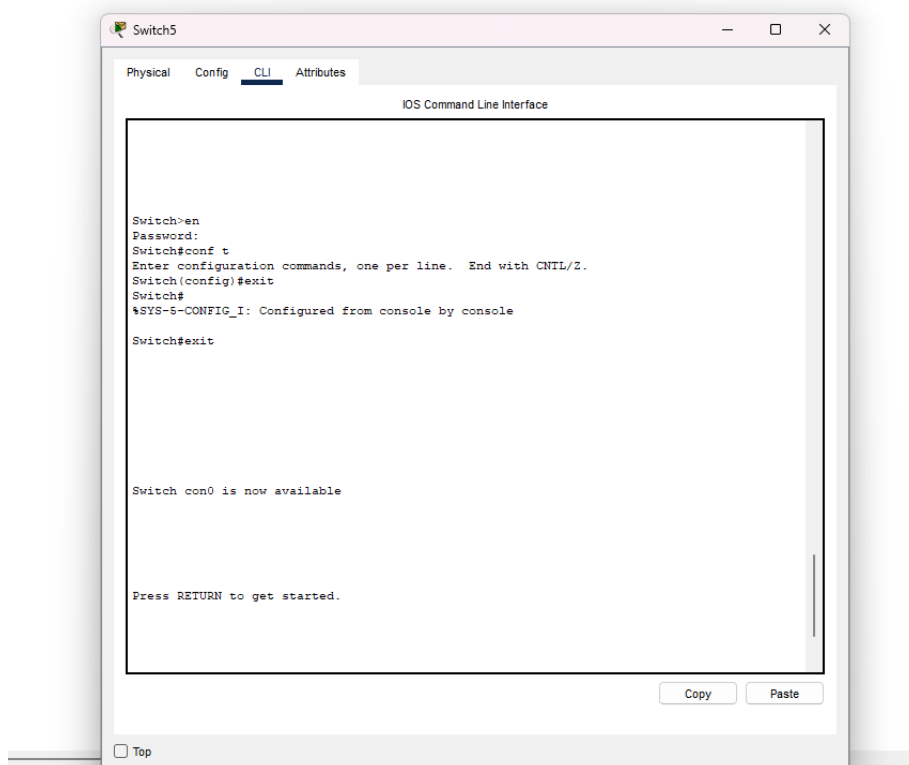 Switch5
Physical Config CLI Attributes
IOS Command Line Interface
Switch>en
Password:
Switch#conf t
Enter configuration commands, one per line.  End with CNTL/Z.
Switch(config)#exit
Switch#
%SYS-5-CONFIG_I: Configured from console by console
Switch#exit
Switch con0 is now available
Press RETURN to get started.
Copy Paste
Top